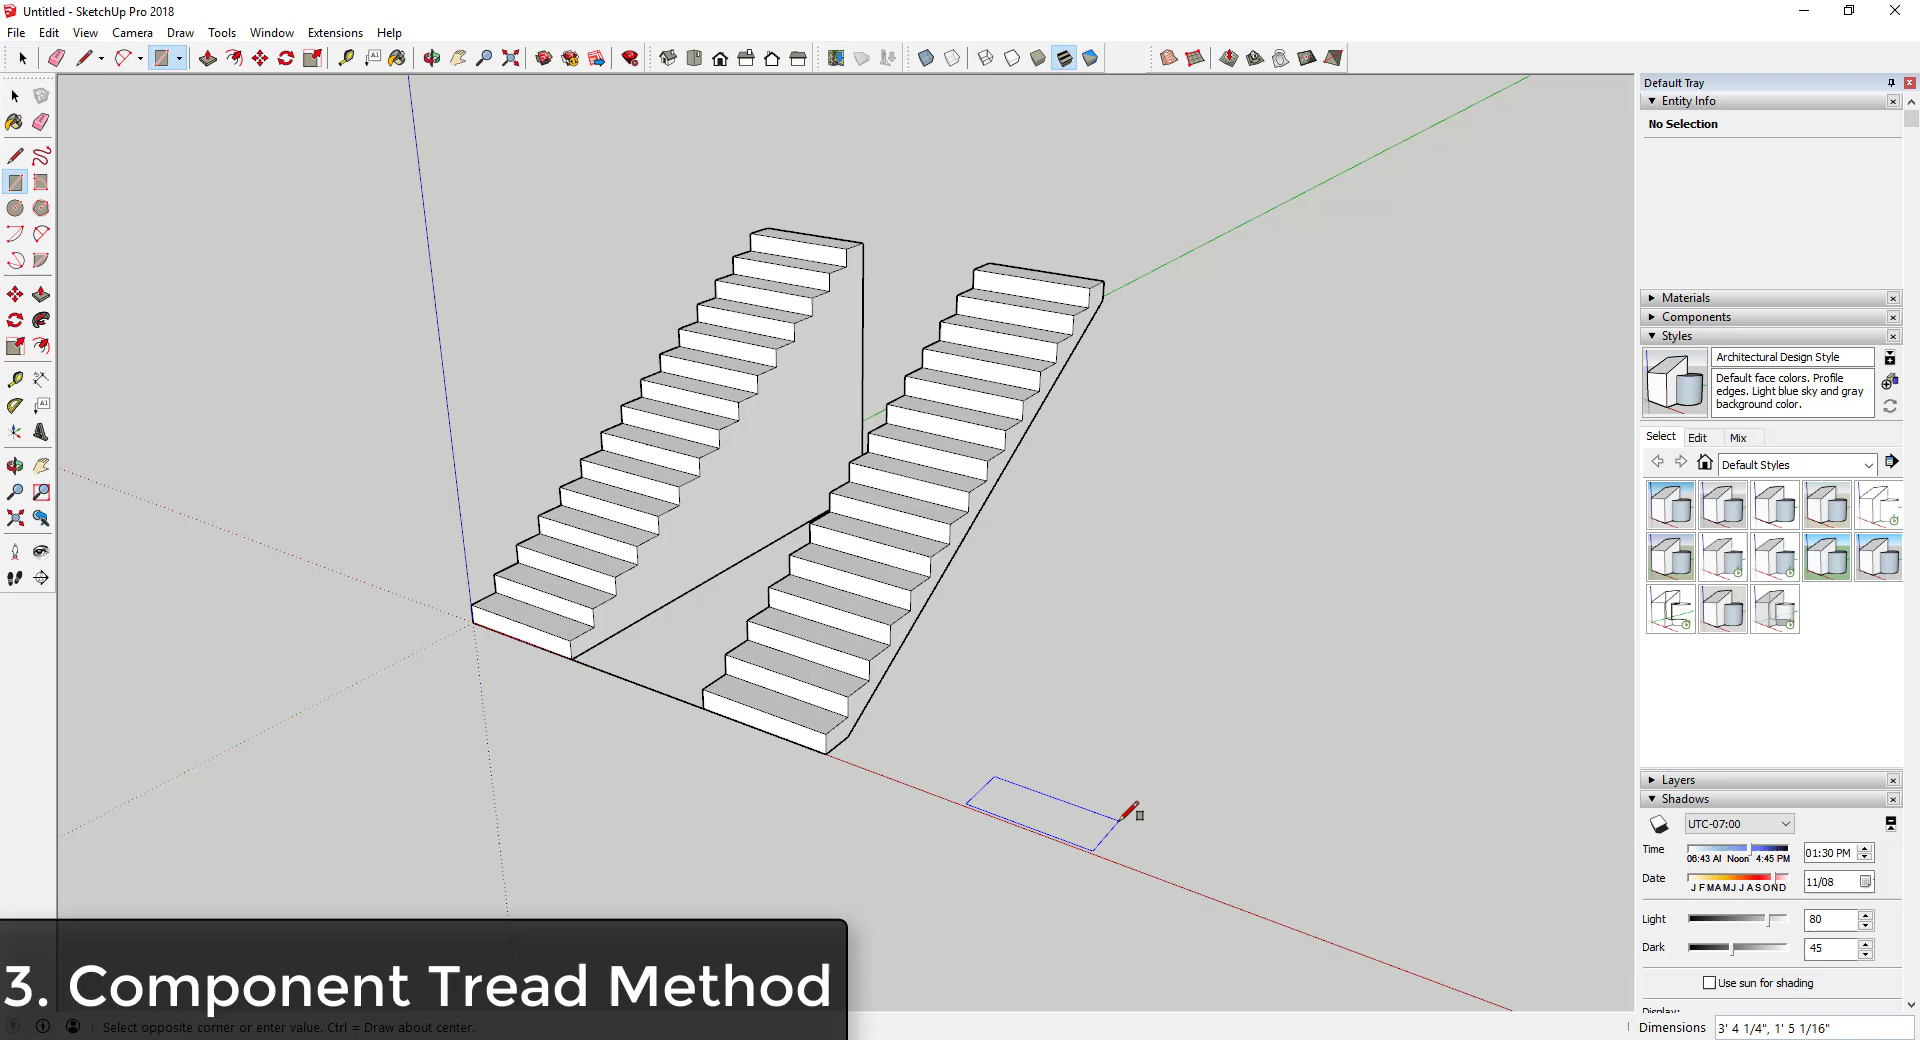 Untitled - SketchUp Pro 2018
File Edit View Camera Draw Tools Window Extensions Help
Default Tray
Entity Info
No Selection
Materials
Components
Styles
Architectural Design Style
Default face colors. Profile
edges. Light blue sky and gray
background color.
Select Edit Mix
Default Styles
Layers
Shadows
UTC-07:00
Time
06:43 AI Noon 4:45 PM
01:30 PM
Date
J F M A M J J A S O N D
11/08
Light
80
Dark
45
Use sun for shading
Display:
3. Component Tread Method
Select opposite corner or enter value. Ctrl = Draw about center.
Dimensions 3' 4 1/4", 1' 5 1/16"